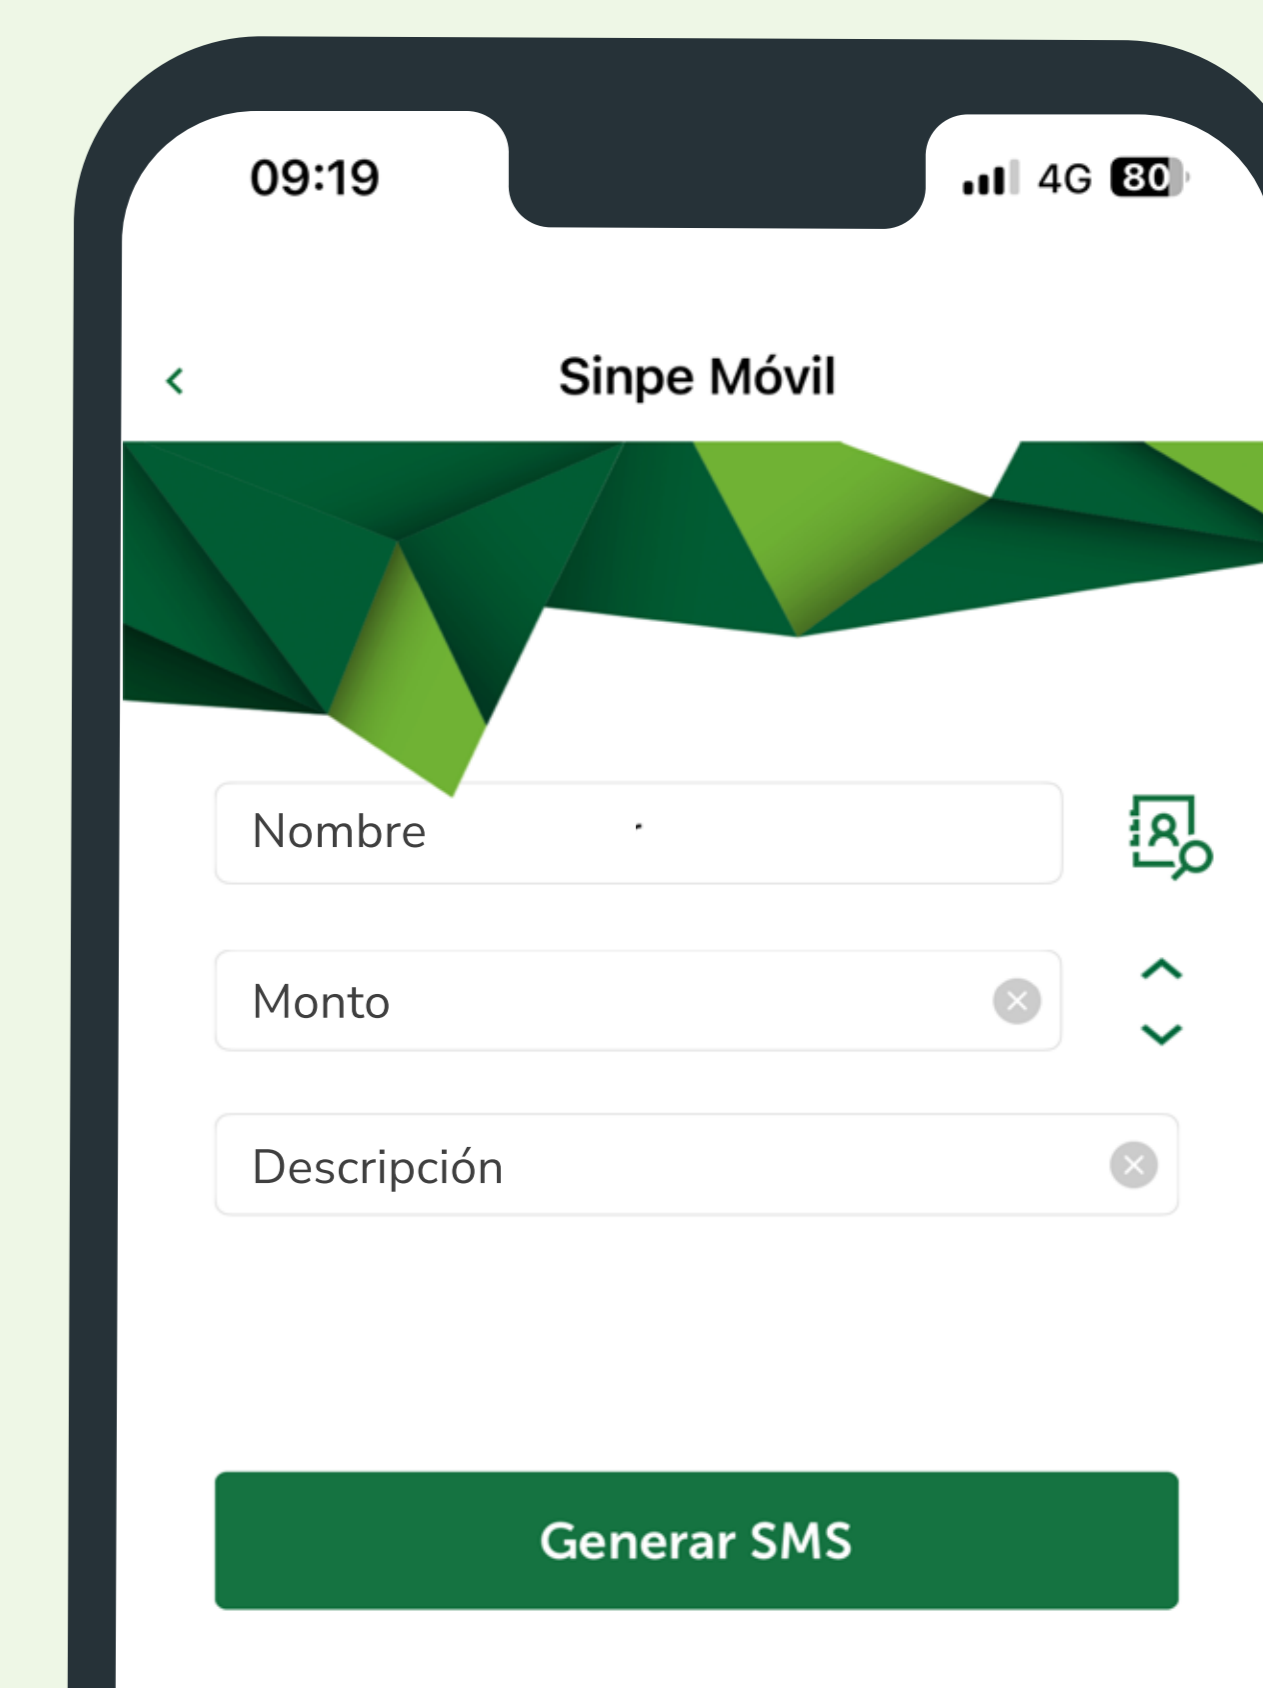 09:19 4G 80
Sinpe Móvil
Nombre
Monto
Descripción
Generar SMS